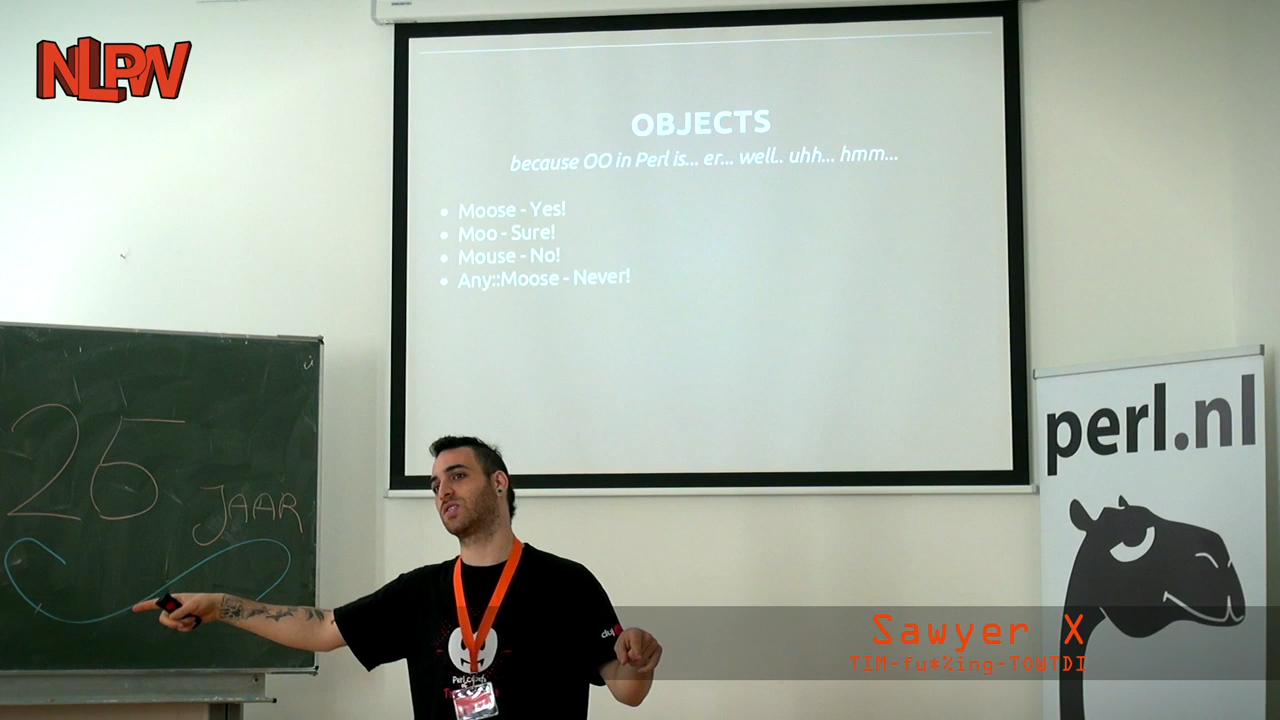 NLPW
OBJECTS
because OO in Perl is... er... well.. uhh... hmm...
• Moose - Yes!
• Moo - Sure!
• Mouse - No!
• Any::Moose - Never!
25
JAAR
perl.nl
Sawyer X
TIM-fu*%ing-TOWTDI